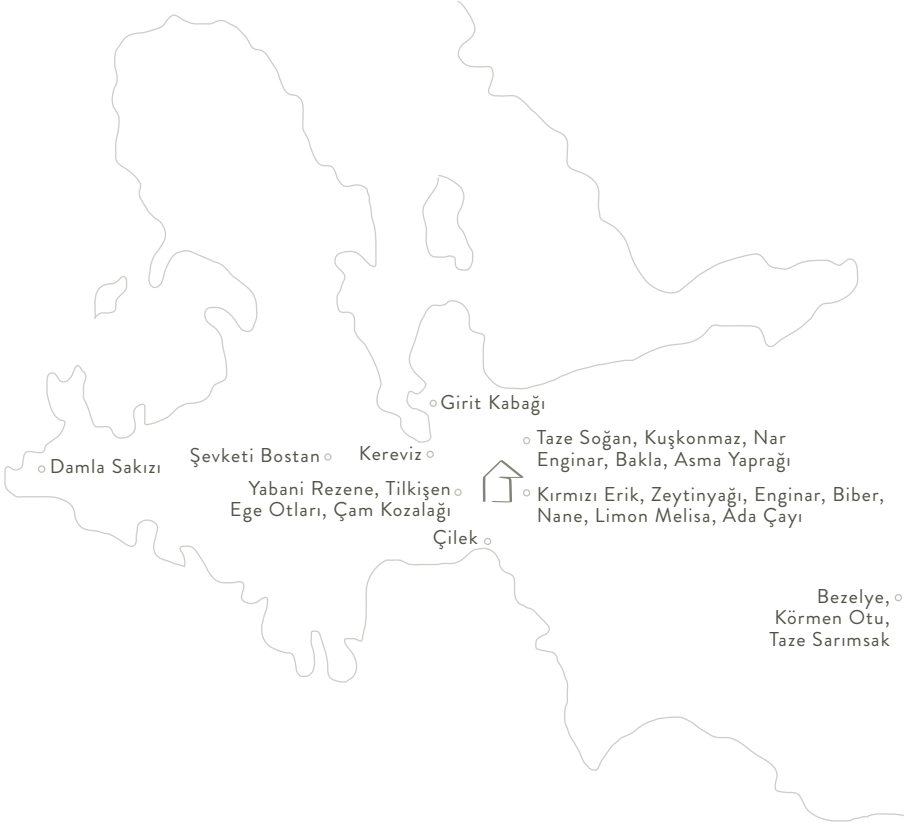 Girit Kabağı
Taze Soğan, Kuşkonmaz, Nar
Enginar, Bakla, Asma Yaprağı
Şevketi Bostan
Kereviz
Damla Sakızı
Yabani Rezene, Tilkişen
Ege Otları, Çam Kozalağı
Kırmızı Erik, Zeytinyağı, Enginar, Biber,
Nane, Limon Melisa, Ada Çayı
Çilek
Bezelye,
Körmen Otu,
Taze Sarımsak